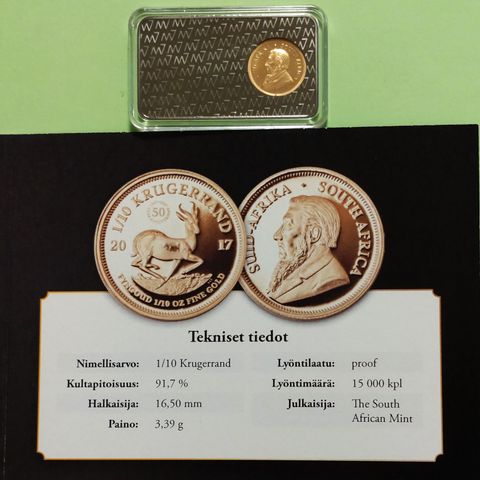 1/10 KRUGERRAND
50
20 17
FYNGOUD 1/10 OZ FINE GOLD
SUID-AFRIKA • SOUTH AFRICA
Tekniset tiedot
Nimellisarvo: 1/10 Krugerrand
Kultapitoisuus: 91,7 %
Halkaisija: 16,50 mm
Paino: 3,39 g
Lyöntilaatu: proof
Lyöntimäärä: 15 000 kpl
Julkaisija: The South
African Mint